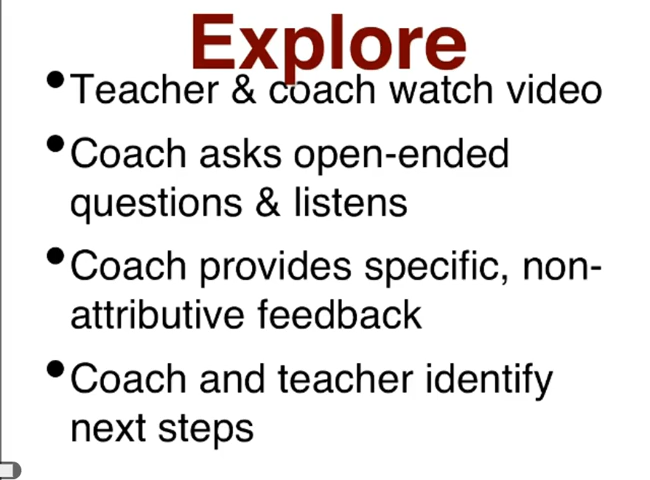 Explore
•Teacher & coach watch video
•Coach asks open-ended
questions & listens
•Coach provides specific, non-
attributive feedback
•Coach and teacher identify
next steps